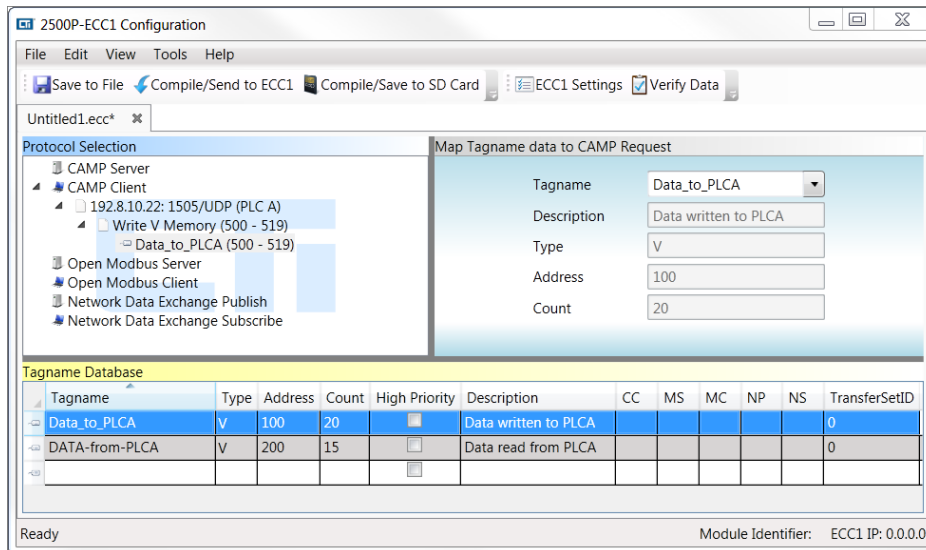 CTi 2500P-ECC1 Configuration
File Edit View Tools Help
Save to File Compile/Send to ECC1 Compile/Save to SD Card ECC1 Settings Verify Data
Untitled1.ecc*
Protocol Selection
CAMP Server
CAMP Client
192.8.10.22: 1505/UDP (PLC A)
Write V Memory (500 - 519)
Data_to_PLCA (500 - 519)
Open Modbus Server
Open Modbus Client
Network Data Exchange Publish
Network Data Exchange Subscribe
Map Tagname data to CAMP Request
Tagname Data_to_PLCA
Description Data written to PLCA
Type V
Address 100
Count 20
Tagname Database
Tagname Type Address Count High Priority Description CC MS MC NP NS TransferSetID
Data_to_PLCA V 100 20 Data written to PLCA 0
DATA-from-PLCA V 200 15 Data read from PLCA 0
Ready Module Identifier: ECC1 IP: 0.0.0.0